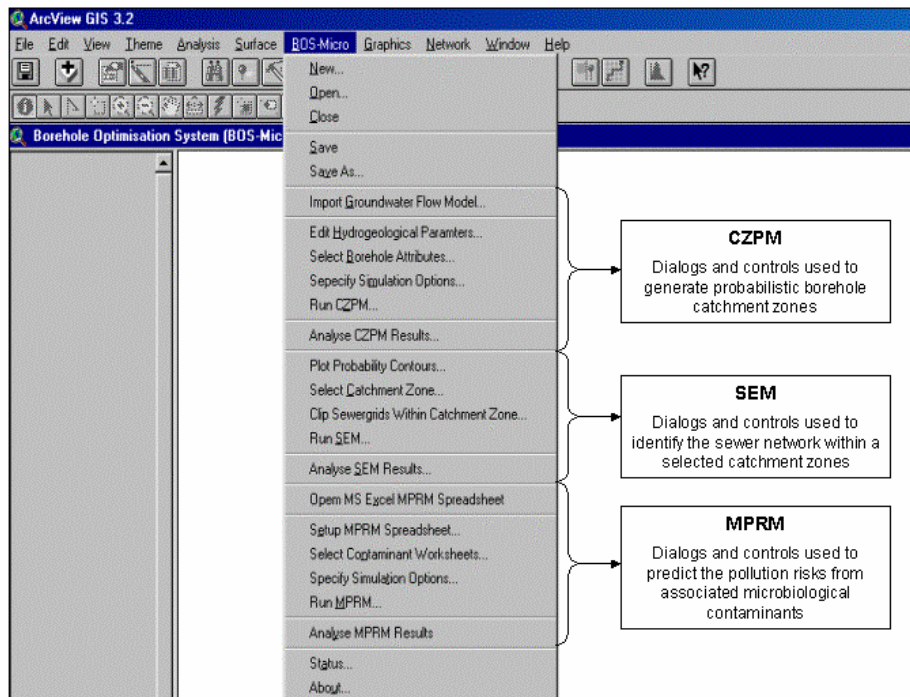 ArcView GIS 3.2
File Edit View Theme Analysis Surface BOS-Micro Graphics Network Window Help
Borehole Optimisation System (BOS-Mic
New...
Open...
Close
Save
Save As...
Import Groundwater Flow Model...
Edit Hydrogeological Paramters...
Select Borehole Attributes...
Sepecify Simulation Options...
Run CZPM...
Analyse CZPM Results...
Plot Probability Contours...
Select Catchment Zone...
Clip Sewergrids Within Catchment Zone...
Run SEM...
Analyse SEM Results...
Opem MS Excel MPRM Spreadsheet
Setup MPRM Spreadsheet...
Select Contaminant Worksheets...
Specify Simulation Options...
Run MPRM...
Analyse MPRM Results
Status...
About...
CZPM
Dialogs and controls used to
generate probabilistic borehole
catchment zones
SEM
Dialogs and controls used to
identify the sewer network within a
selected catchment zones
MPRM
Dialogs and controls used to
predict the pollution risks from
associated microbiological
contaminants